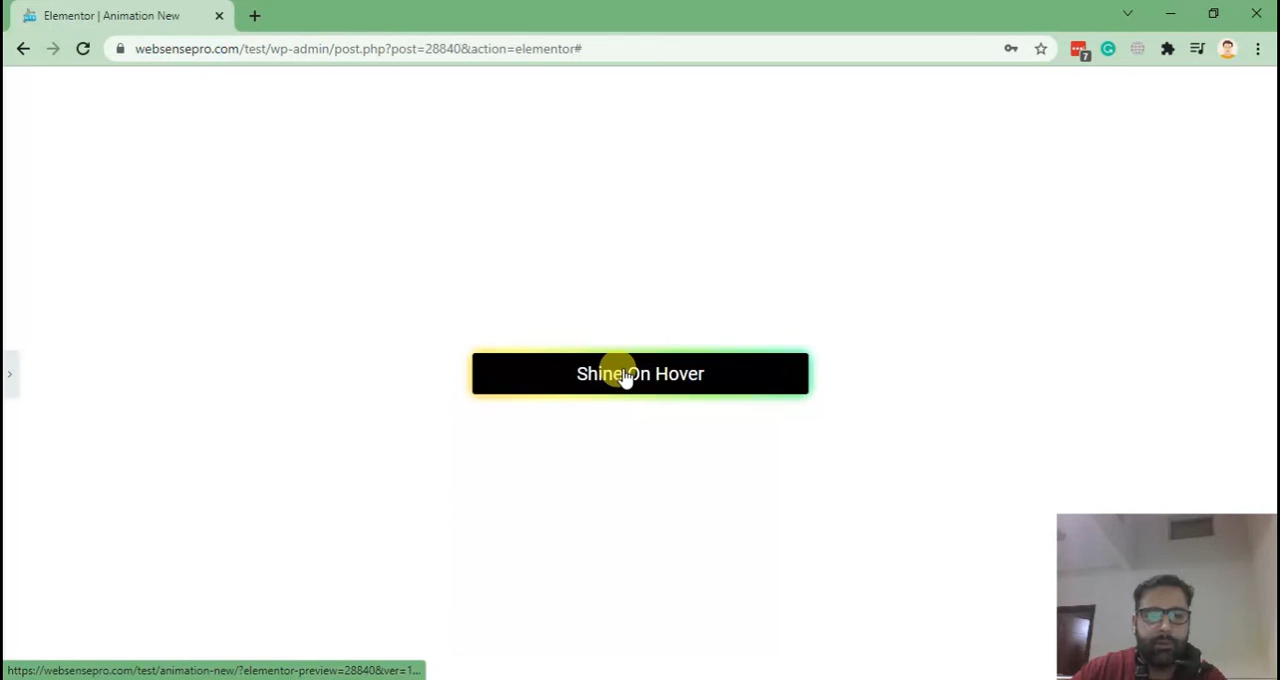 Elementor | Animation New
websensepro.com/test/wp-admin/post.php?post=28840&action=elementor#
7
Shine On Hover
https://websensepro.com/test/animation-new/?elementor-preview=28840&ver=1...